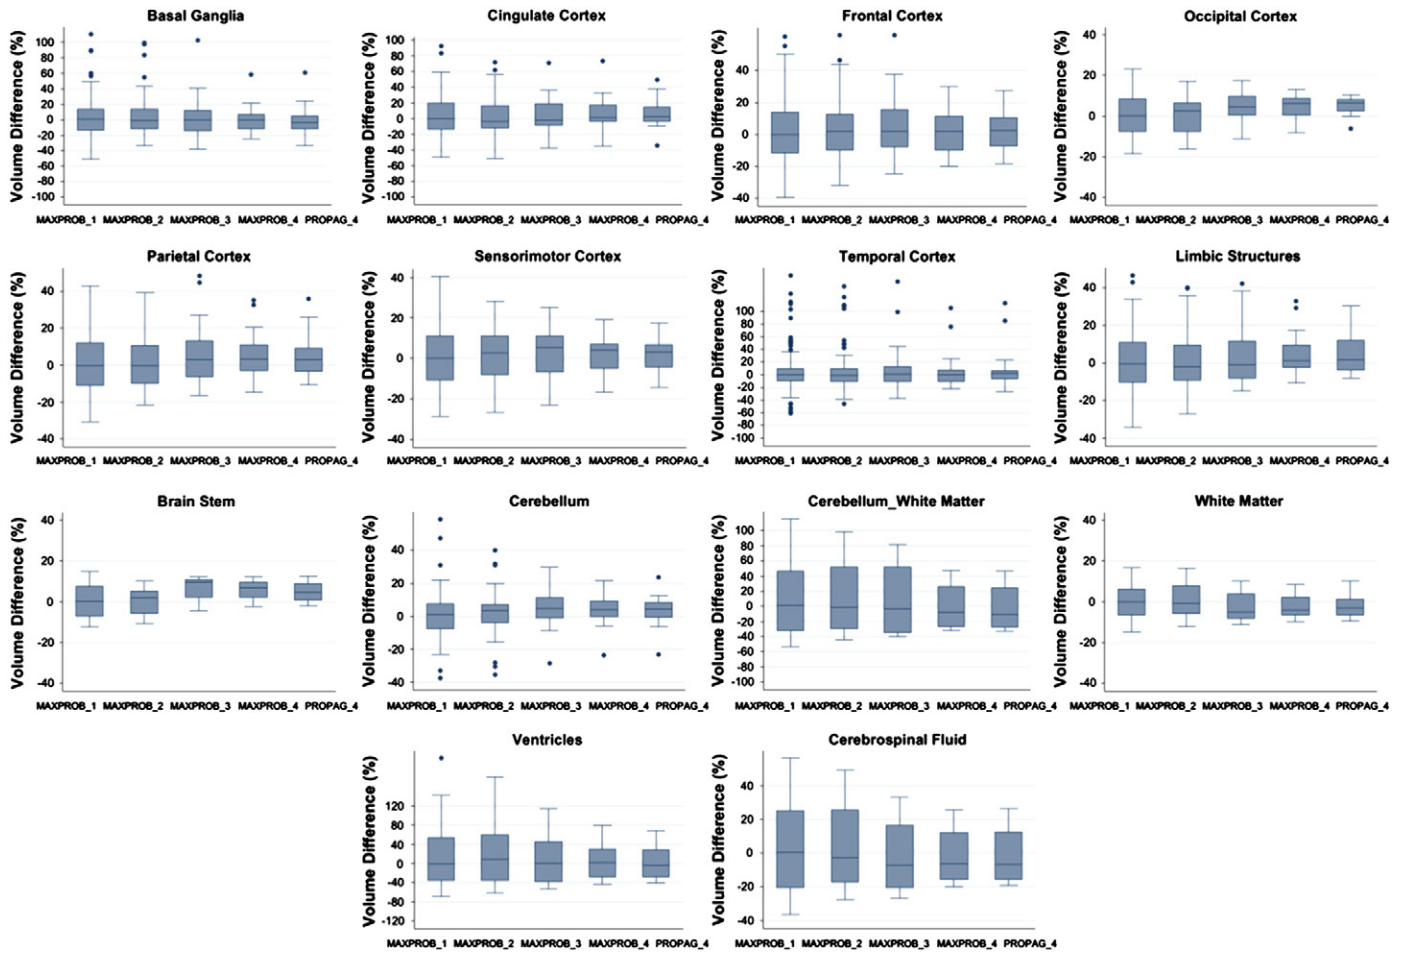 Basal Ganglia
Volume Difference (%)
100
80
60
40
20
0
-20
-40
-60
-80
-100
MAXPROB_1 MAXPROB_2 MAXPROB_3 MAXPROB_4 PROPAG_4
Cingulate Cortex
Volume Difference (%)
100
80
60
40
20
0
-20
-40
-60
-80
-100
MAXPROB_1 MAXPROB_2 MAXPROB_3 MAXPROB_4 PROPAG_4
Frontal Cortex
Volume Difference (%)
40
20
0
-20
-40
MAXPROB_1 MAXPROB_2 MAXPROB_3 MAXPROB_4 PROPAG_4
Occipital Cortex
Volume Difference (%)
40
20
0
-20
-40
MAXPROB_1 MAXPROB_2 MAXPROB_3 MAXPROB_4 PROPAG_4
Parietal Cortex
Volume Difference (%)
40
20
0
-20
-40
MAXPROB_1 MAXPROB_2 MAXPROB_3 MAXPROB_4 PROPAG_4
Sensorimotor Cortex
Volume Difference (%)
40
20
0
-20
-40
MAXPROB_1 MAXPROB_2 MAXPROB_3 MAXPROB_4 PROPAG_4
Temporal Cortex
Volume Difference (%)
100
80
60
40
20
0
-20
-40
-60
-80
-100
MAXPROB_1 MAXPROB_2 MAXPROB_3 MAXPROB_4 PROPAG_4
Limbic Structures
Volume Difference (%)
40
20
0
-20
-40
MAXPROB_1 MAXPROB_2 MAXPROB_3 MAXPROB_4 PROPAG_4
Brain Stem
Volume Difference (%)
40
20
0
-20
-40
MAXPROB_1 MAXPROB_2 MAXPROB_3 MAXPROB_4 PROPAG_4
Cerebellum
Volume Difference (%)
40
20
0
-20
-40
MAXPROB_1 MAXPROB_2 MAXPROB_3 MAXPROB_4 PROPAG_4
Cerebellum_White Matter
Volume Difference (%)
100
80
60
40
20
0
-20
-40
-60
-80
-100
MAXPROB_1 MAXPROB_2 MAXPROB_3 MAXPROB_4 PROPAG_4
White Matter
Volume Difference (%)
40
20
0
-20
-40
MAXPROB_1 MAXPROB_2 MAXPROB_3 MAXPROB_4 PROPAG_4
Ventricles
Volume Difference (%)
120
80
40
0
-40
-80
-120
MAXPROB_1 MAXPROB_2 MAXPROB_3 MAXPROB_4 PROPAG_4
Cerebrospinal Fluid
Volume Difference (%)
40
20
0
-20
-40
MAXPROB_1 MAXPROB_2 MAXPROB_3 MAXPROB_4 PROPAG_4